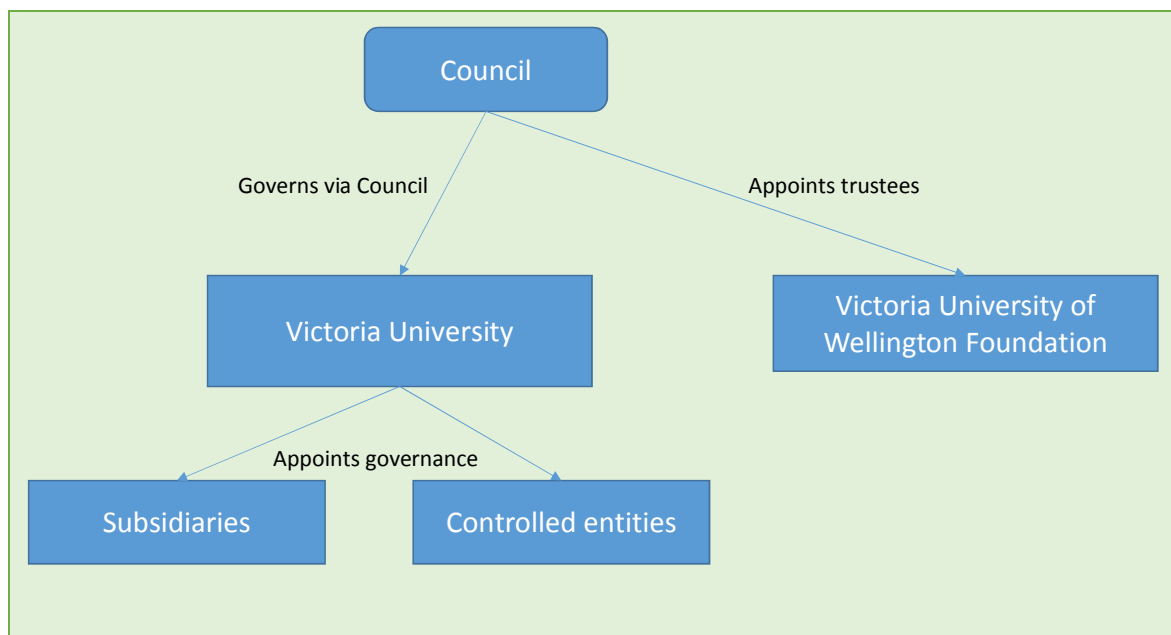 Council
Governs via Council
Appoints trustees
Victoria University
Victoria University of
Wellington Foundation
Appoints governance
Subsidiaries
Controlled entities